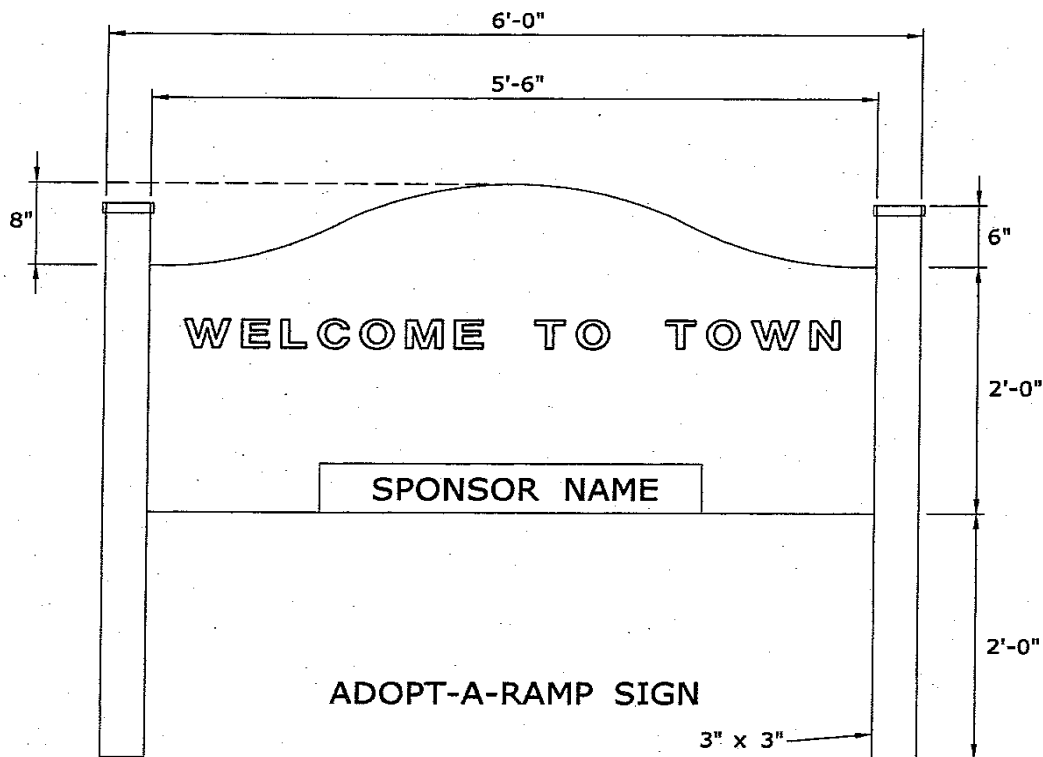 6'-0"
5'-6"
8"
6"
WELCOME TO TOWN
2'-0"
SPONSOR NAME
2'-0"
ADOPT-A-RAMP SIGN
3" x 3"